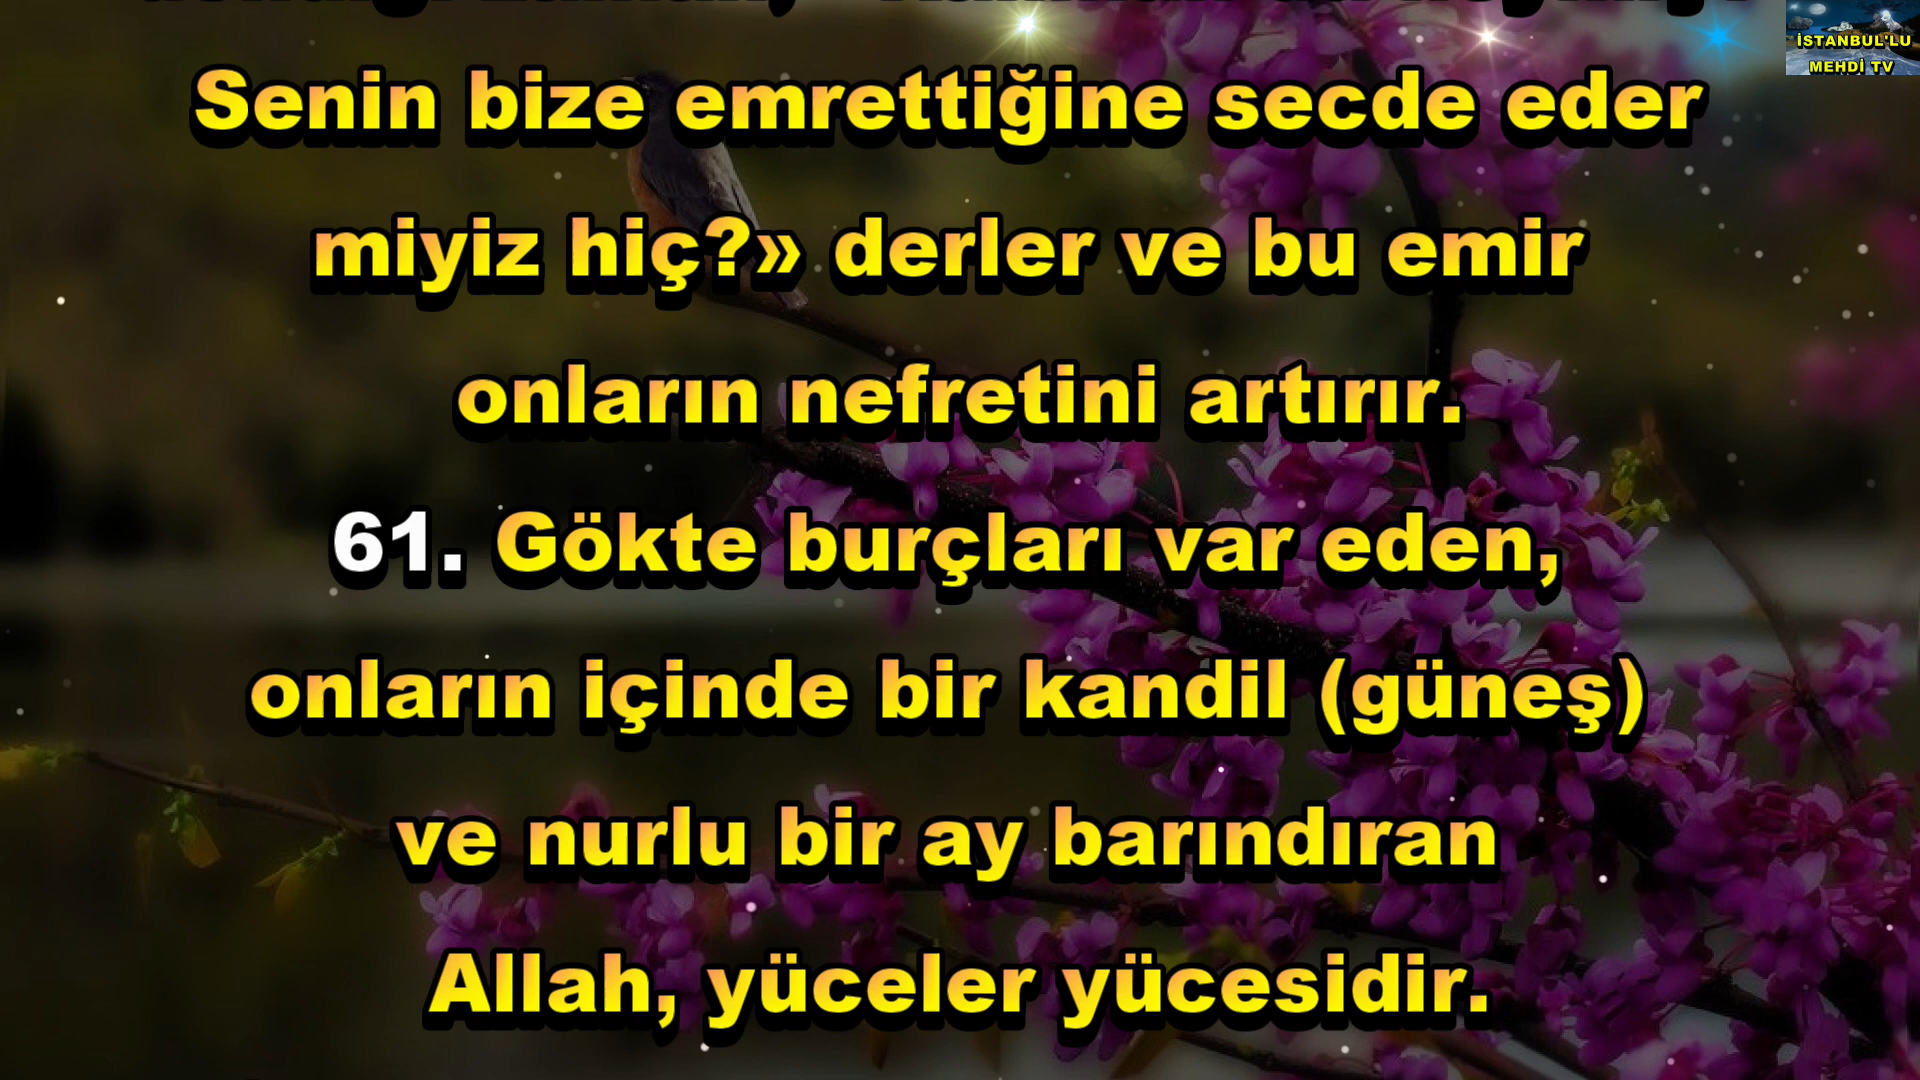 İSTANBUL'LU
MEHDİ TV
Senin bize emrettiğine secde eder
miyiz hiç?» derler ve bu emir
onların nefretini artırır.
61. Gökte burçları var eden,
onların içinde bir kandil (güneş)
ve nurlu bir ay barındıran
Allah, yüceler yücesidir.